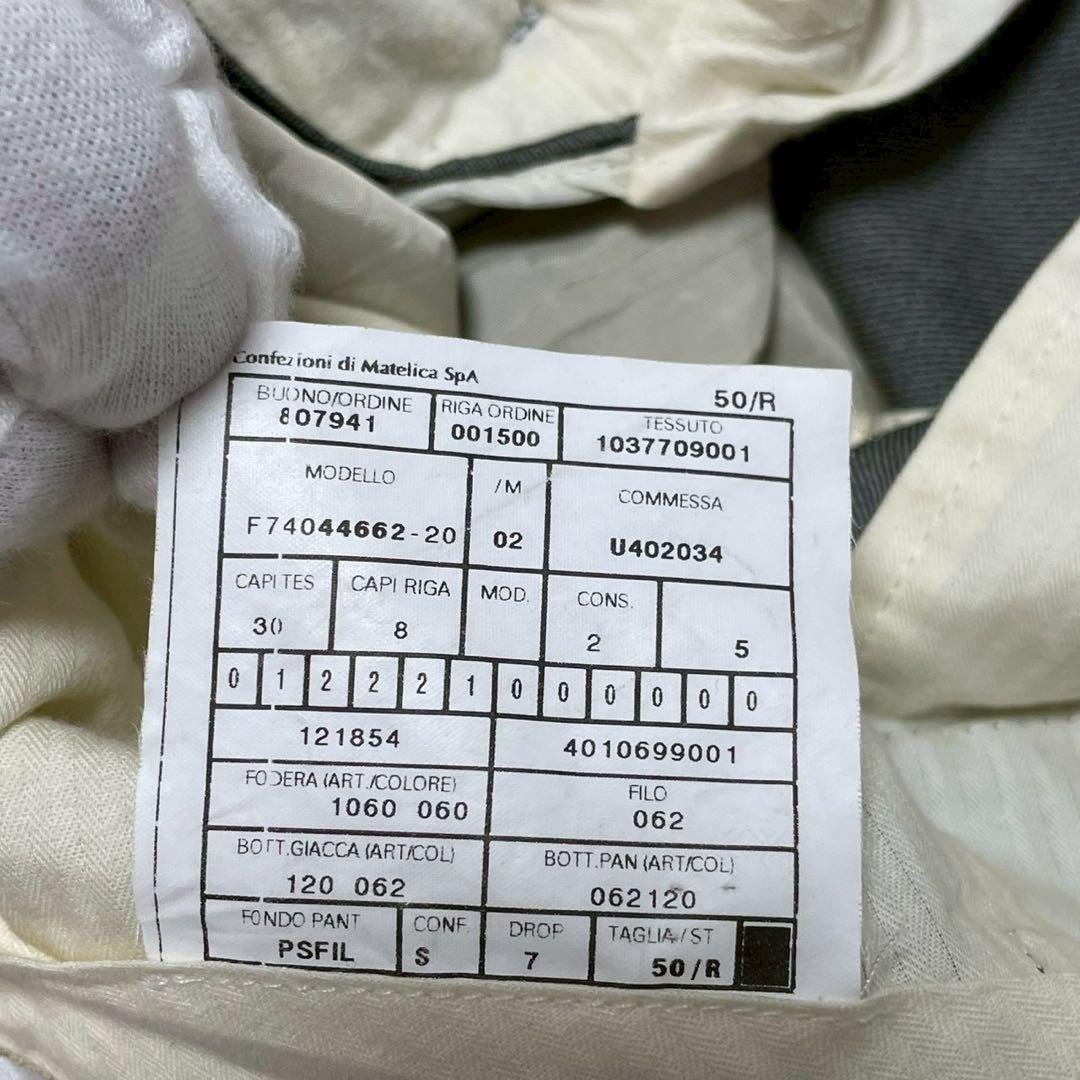 Confezioni di Matelica SpA
50/R
BUONO/ORDINE RIGA ORDINE TESSUTO
807941 001500 1037709001
MODELLO /M COMMESSA
F74044662-20 02 U402034
CAPI TES CAPI RIGA MOD. CONS.
30 8 2 5
0 1 2 2 2 1 0 0 0 0 0 0
121854 4010699001
FODERA (ART./COLORE) FILO
1060 060 062
BOTT.GIACCA (ART/COL) BOTT.PAN (ART/COL)
120 062 062120
FONDO PANT CONF. DROP TAGLIA/ST
PSFIL S 7 50/R